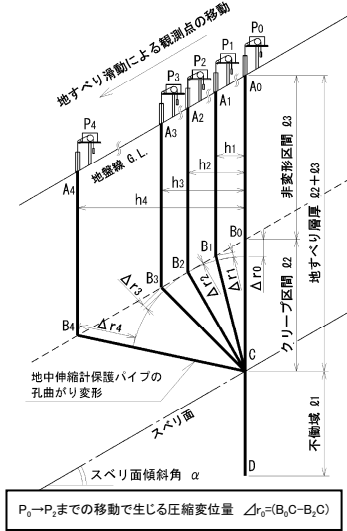 P0
P1
P2
P3
P4
地すべり滑動による観測点の移動
A0
A1
A2
A3
A4
地盤線 G.L.
h1
h2
h3
h4
非変形区間 ℓ3
地すべり層厚 ℓ2+ℓ3
クリープ区間 ℓ2
不働域 ℓ1
B0
B1
B2
B3
B4
Δr0
Δr1
Δr2
Δr3
Δr4
地中伸縮計保護パイプの
孔曲がり変形
C
スベリ面
D
スベリ面傾斜角 α
P0→P2までの移動で生じる圧縮変位量 ⊿r0=(B0C-B2C)